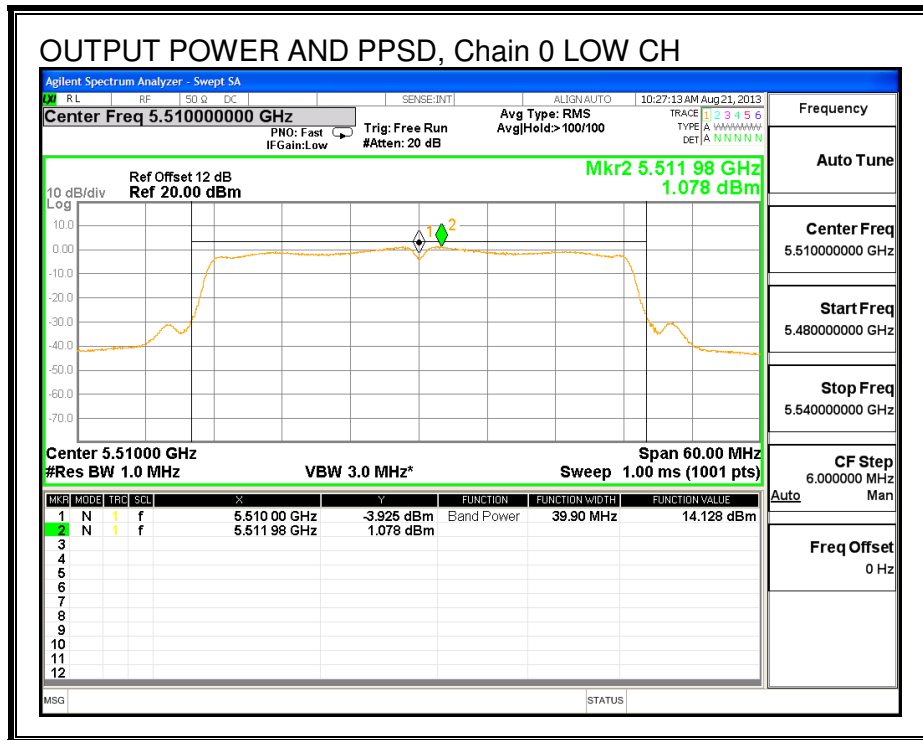 OUTPUT POWER AND PPSD, Chain 0 LOW CH
Agilent Spectrum Analyzer - Swept SA
LXI RL RF 50 Ω DC SENSE:INT ALIGN AUTO 10:27:13 AM Aug 21, 2013
Center Freq 5.510000000 GHz
PNO: Fast
IFGain:Low
Trig: Free Run
#Atten: 20 dB
Avg Type: RMS
Avg|Hold:>100/100
TRACE 1 2 3 4 5 6
TYPE A WWWWW
DET A N N N N N
Mkr2 5.511 98 GHz
1.078 dBm
Ref Offset 12 dB
10 dB/div Ref 20.00 dBm
Log
10.0
0.00
-10.0
-20.0
-30.0
-40.0
-50.0
-60.0
-70.0
1
2
Center 5.51000 GHz Span 60.00 MHz
#Res BW 1.0 MHz VBW 3.0 MHz* Sweep 1.00 ms (1001 pts)
MKR MODE TRC SCL X Y FUNCTION FUNCTION WIDTH FUNCTION VALUE
1 N 1 f 5.510 00 GHz -3.925 dBm Band Power 39.90 MHz 14.128 dBm
2 N 1 f 5.511 98 GHz 1.078 dBm
3
4
5
6
7
8
9
10
11
12
MSG STATUS
Frequency
Auto Tune
Center Freq
5.510000000 GHz
Start Freq
5.480000000 GHz
Stop Freq
5.540000000 GHz
CF Step
6.000000 MHz
Auto Man
Freq Offset
0 Hz